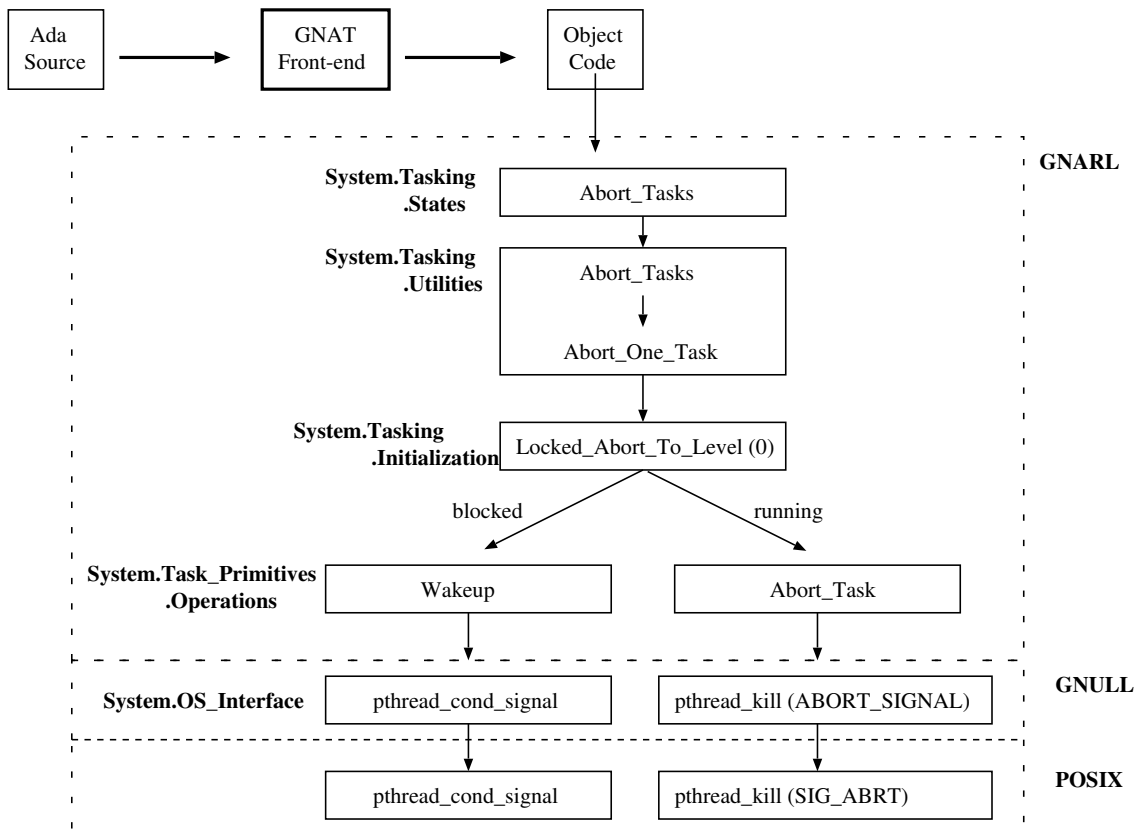 Ada
Source
GNAT
Front-end
Object
Code
GNARL
System.Tasking
.States
Abort_Tasks
System.Tasking
.Utilities
Abort_Tasks
Abort_One_Task
System.Tasking
.Initialization
Locked_Abort_To_Level (0)
blocked
running
System.Task_Primitives
.Operations
Wakeup
Abort_Task
GNULL
System.OS_Interface
pthread_cond_signal
pthread_kill (ABORT_SIGNAL)
pthread_cond_signal
pthread_kill (SIG_ABRT)
POSIX